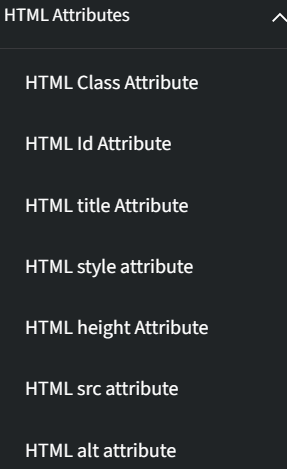 HTML Attributes
HTML Class Attribute
HTML Id Attribute
HTML title Attribute
HTML style attribute
HTML height Attribute
HTML src attribute
HTML alt attribute